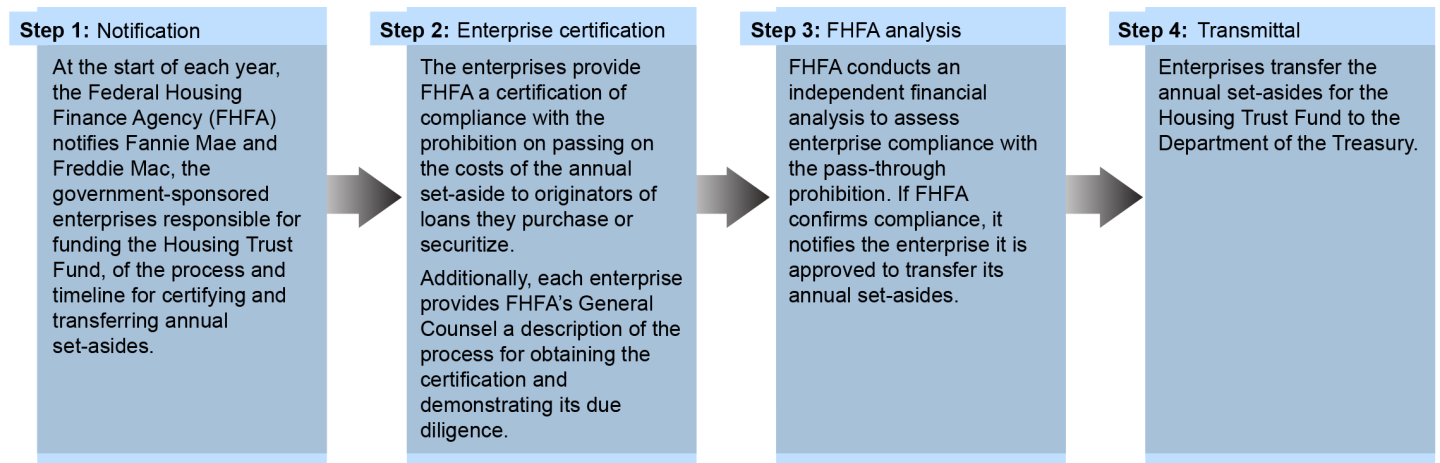 Step 1: Notification
At the start of each year,
the Federal Housing
Finance Agency (FHFA)
notifies Fannie Mae and
Freddie Mac, the
government-sponsored
enterprises responsible for
funding the Housing Trust
Fund, of the process and
timeline for certifying and
transferring annual
set-asides.
Step 2: Enterprise certification
The enterprises provide
FHFA a certification of
compliance with the
prohibition on passing on
the costs of the annual
set-aside to originators of
loans they purchase or
securitize.
Additionally, each enterprise
provides FHFA’s General
Counsel a description of the
process for obtaining the
certification and
demonstrating its due
diligence.
Step 3: FHFA analysis
FHFA conducts an
independent financial
analysis to assess
enterprise compliance with
the pass-through
prohibition. If FHFA
confirms compliance, it
notifies the enterprise it is
approved to transfer its
annual set-asides.
Step 4: Transmittal
Enterprises transfer the
annual set-asides for the
Housing Trust Fund to the
Department of the Treasury.